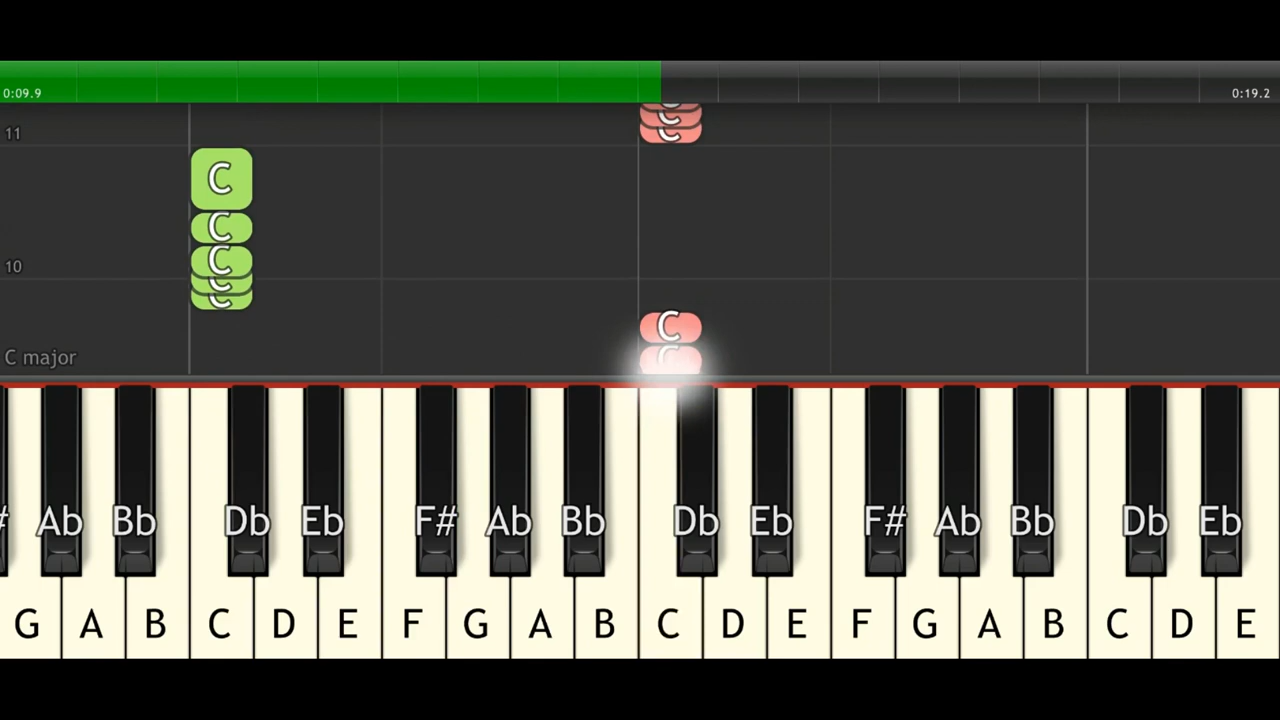 0:09.9 0:19.2
11 C
C
C
C
C
10 C
C
C
C
C major C
# Ab Bb Db Eb F# Ab Bb Db Eb F# Ab Bb Db Eb
G A B C D E F G A B C D E F G A B C D E